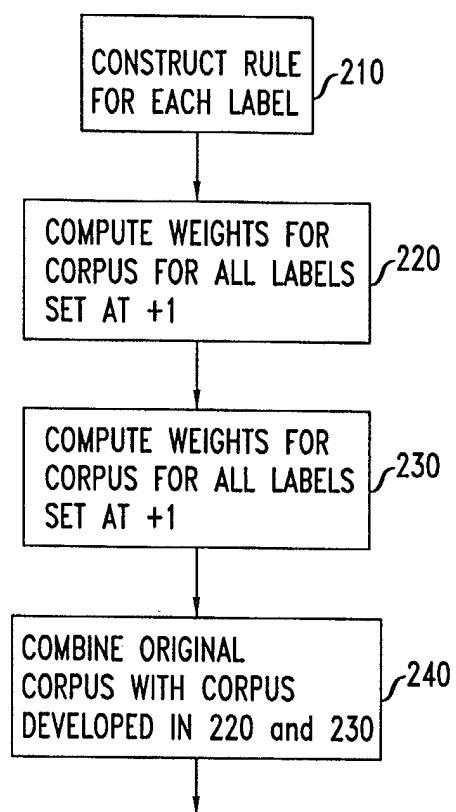 CONSTRUCT RULE
FOR EACH LABEL
210
COMPUTE WEIGHTS FOR
CORPUS FOR ALL LABELS
SET AT +1
220
COMPUTE WEIGHTS FOR
CORPUS FOR ALL LABELS
SET AT +1
230
COMBINE ORIGINAL
CORPUS WITH CORPUS
DEVELOPED IN 220 and 230
240